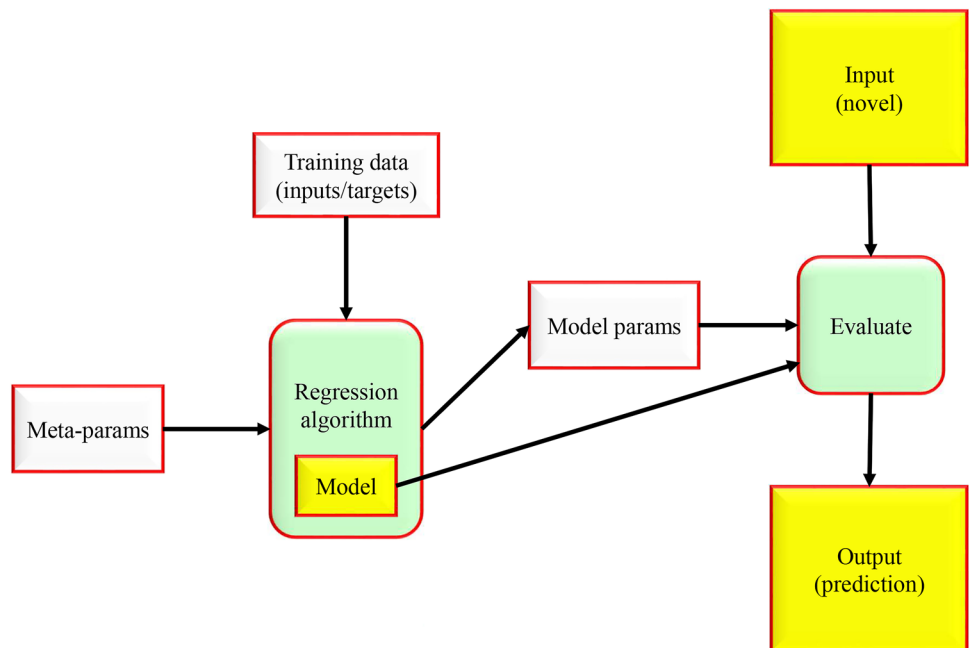 Input
(novel)
Training data
(inputs/targets)
Model params
Evaluate
Regression
algorithm
Meta-params
Model
Output
(prediction)